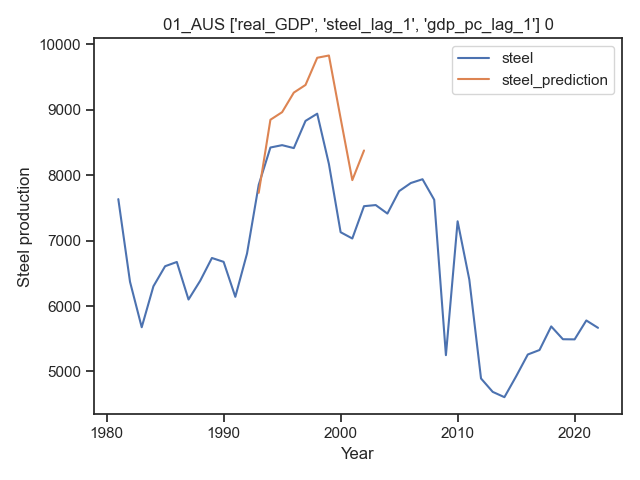 01_AUS ['real_GDP', 'steel_lag_1', 'gdp_pc_lag_1'] 0
steel
steel_prediction
Steel production
10000
9000
8000
7000
6000
5000
1980
1990
2000
2010
2020
Year